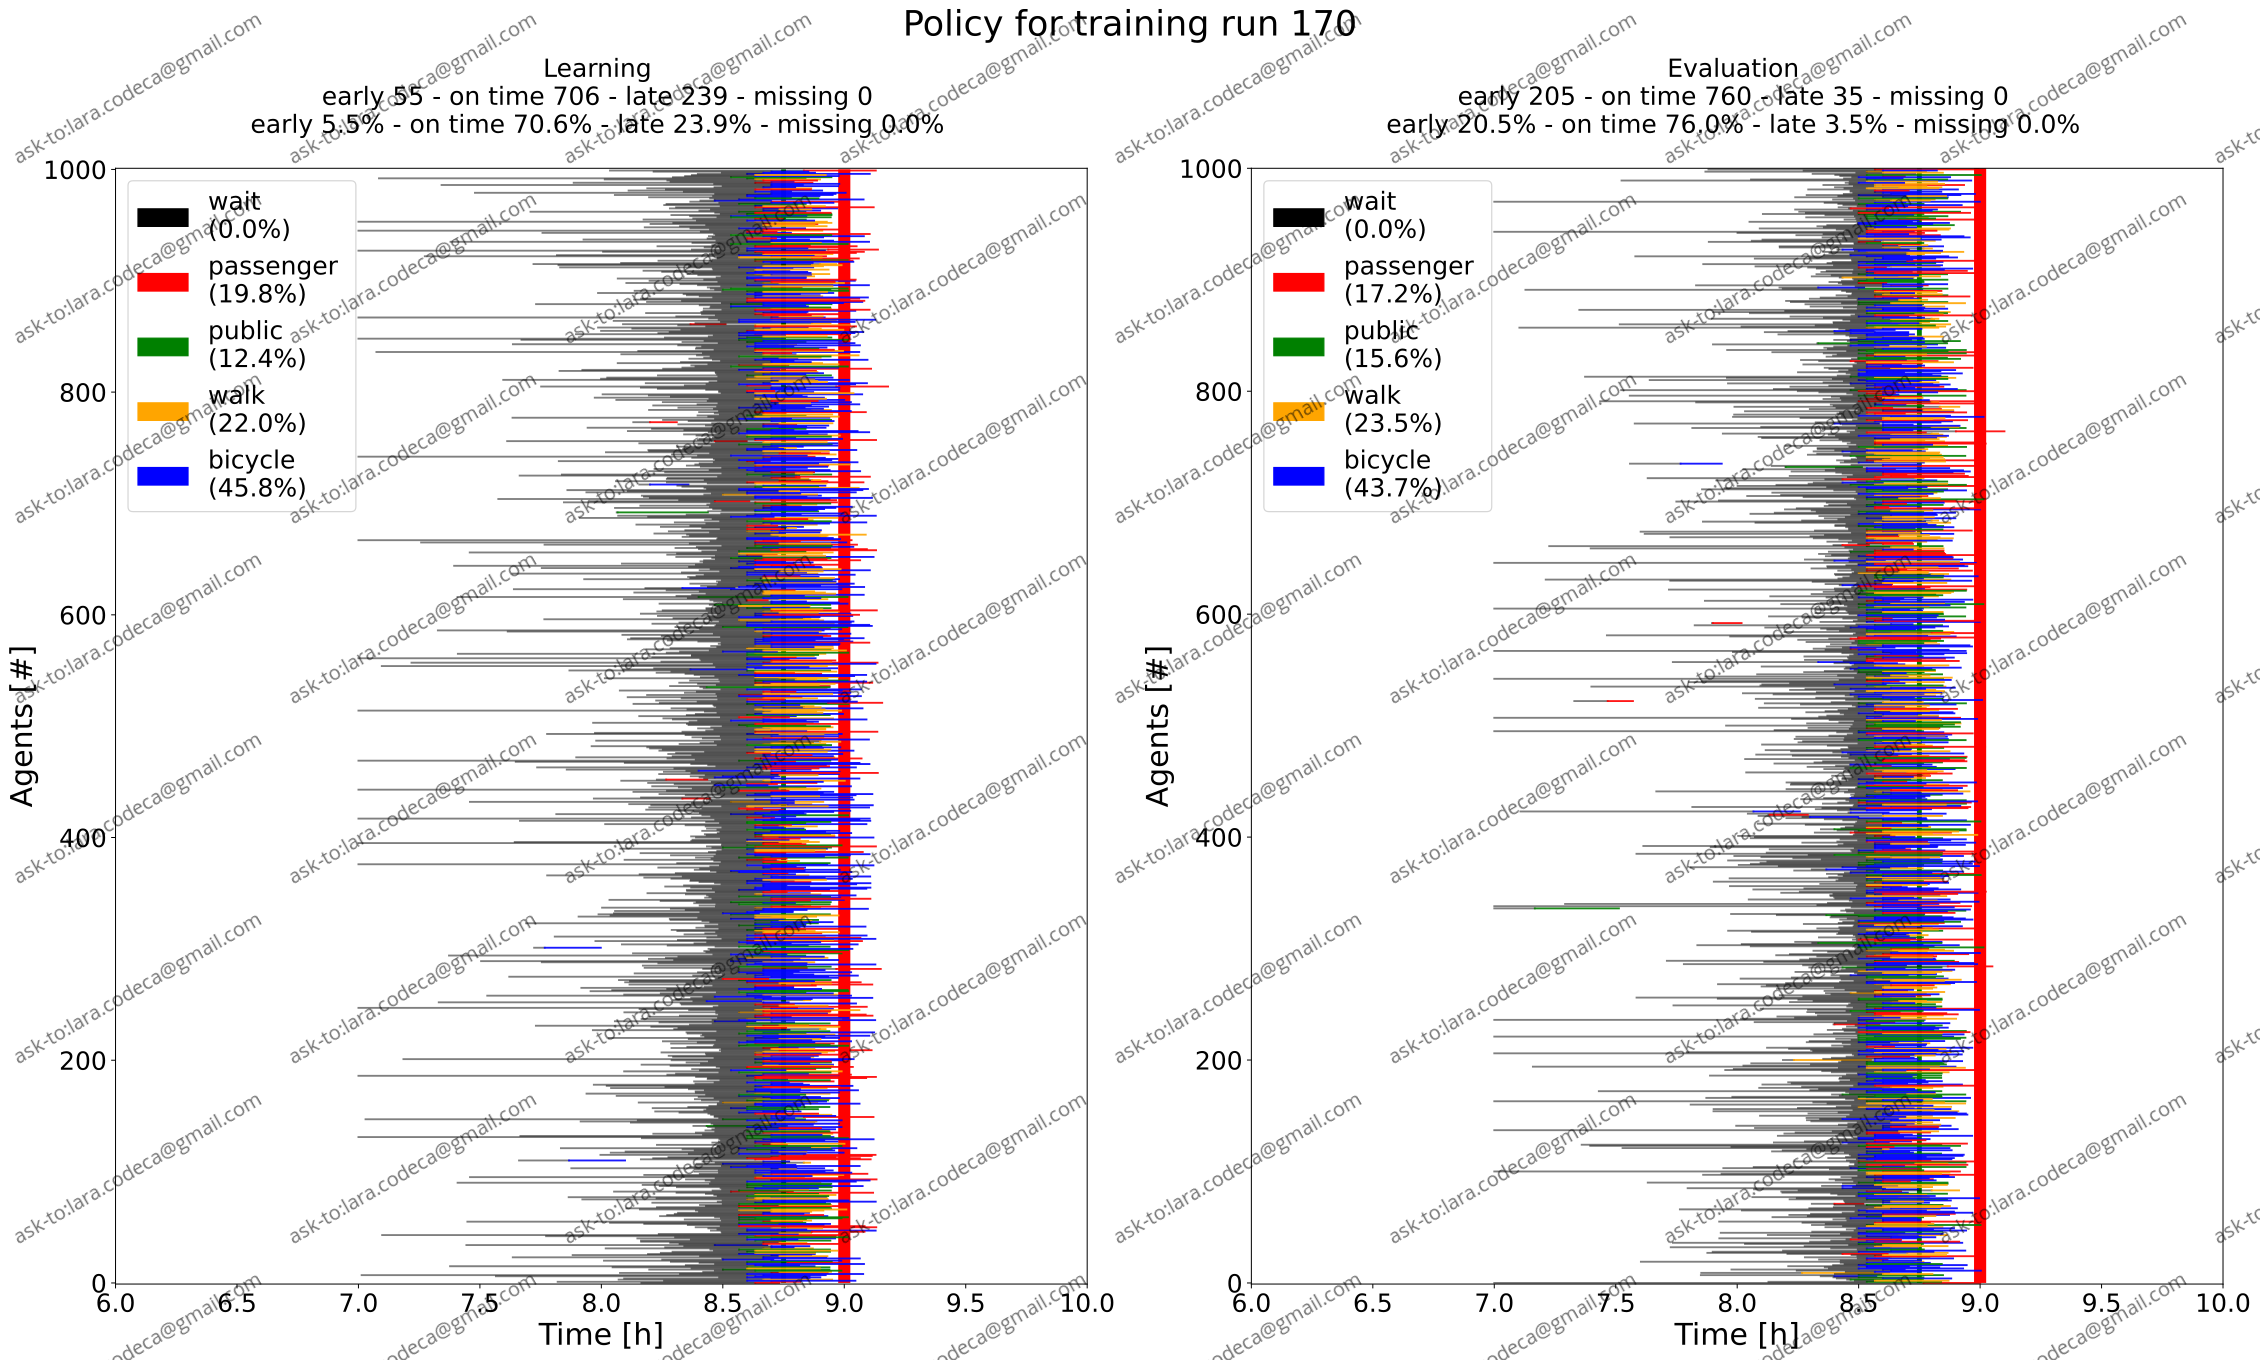 Policy for training run 170
Learning
early 55 - on time 706 - late 239 - missing 0
early 5.5% - on time 70.6% - late 23.9% - missing 0.0%
Evaluation
early 205 - on time 760 - late 35 - missing 0
early 20.5% - on time 76.0% - late 3.5% - missing 0.0%
wait
(0.0%)
passenger
(19.8%)
public
(12.4%)
walk
(22.0%)
bicycle
(45.8%)
1000
800
600
400
200
0
Agents [#]
6.0 6.5 7.0 7.5 8.0 8.5 9.0 9.5 10.0
Time [h]
wait
(0.0%)
passenger
(17.2%)
public
(15.6%)
walk
(23.5%)
bicycle
(43.7%)
1000
800
600
400
200
0
Agents [#]
6.0 6.5 7.0 7.5 8.0 8.5 9.0 9.5 10.0
Time [h]
ask-to:lara.codeca@gmail.com